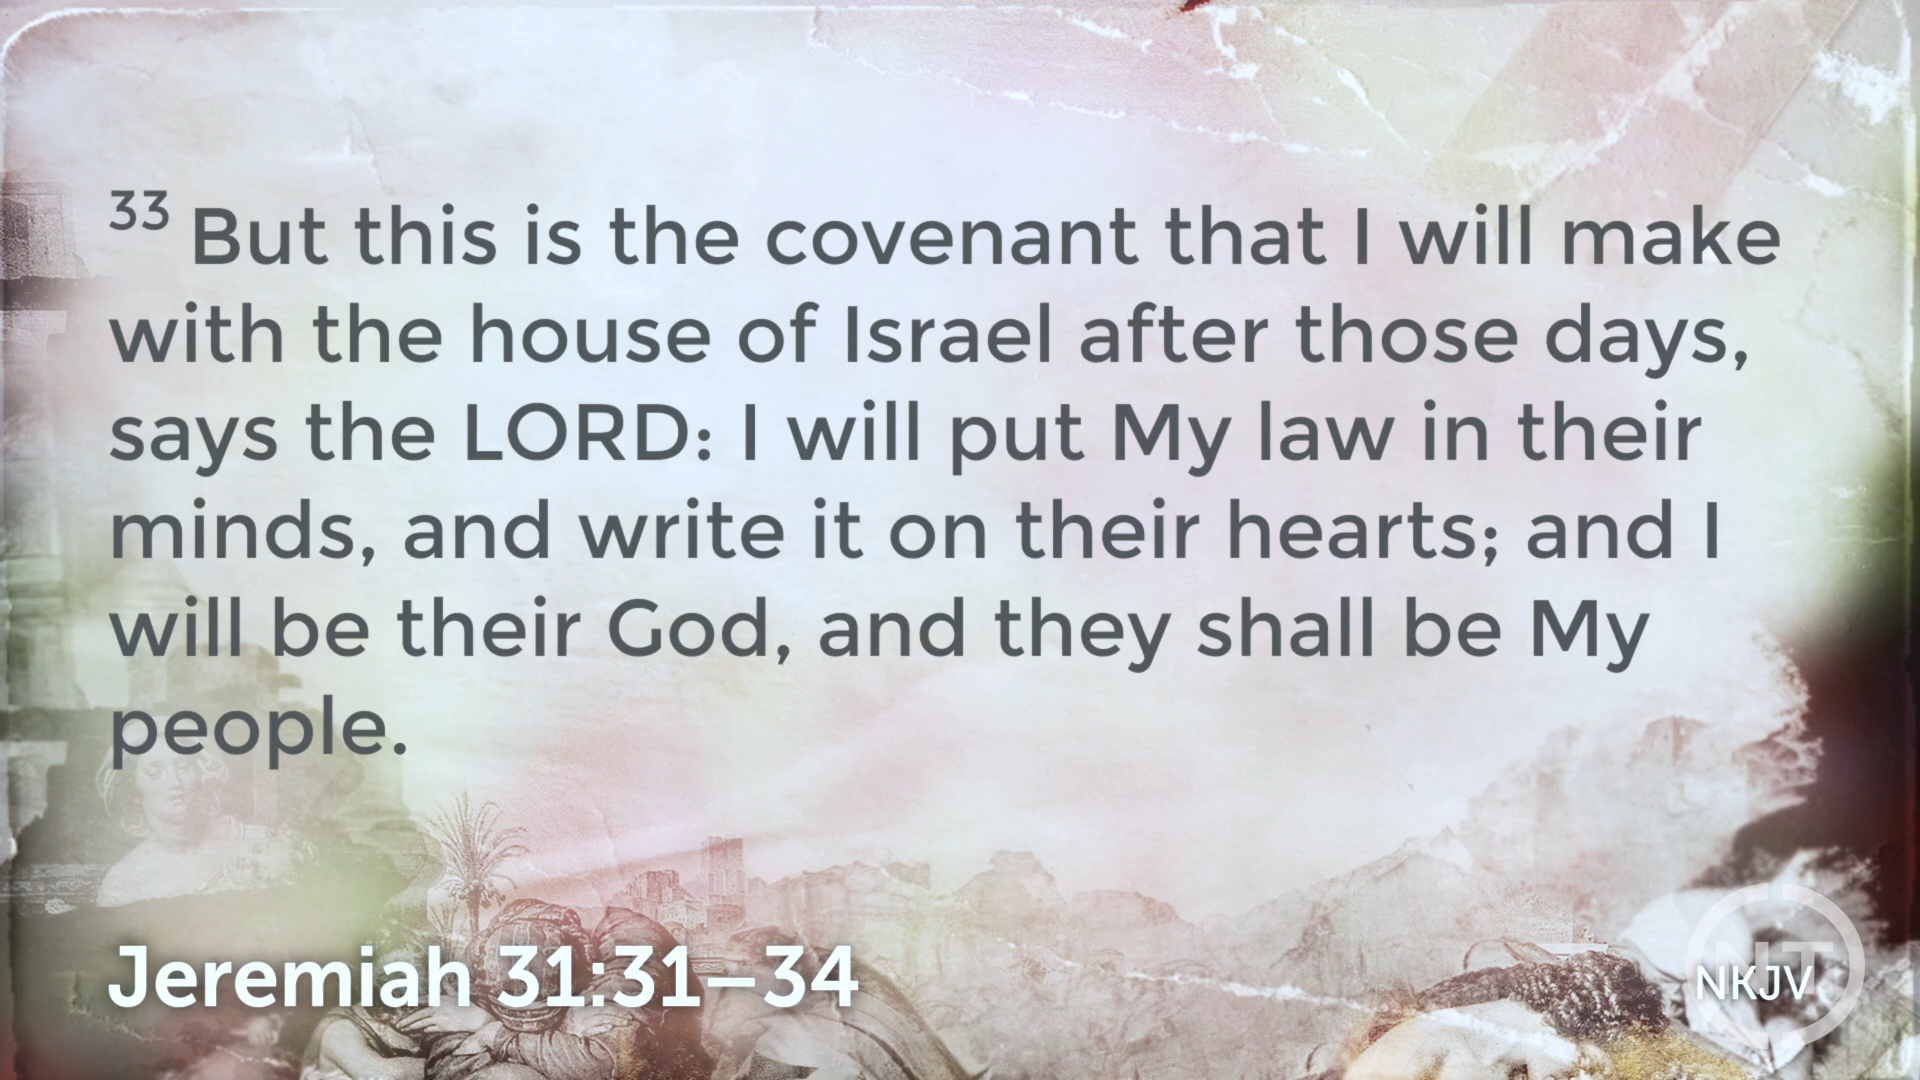 33 But this is the covenant that I will make
with the house of Israel after those days,
says the LORD: I will put My law in their
minds, and write it on their hearts; and I
will be their God, and they shall be My
people.
Jeremiah 31:31–34
NT
NKJV